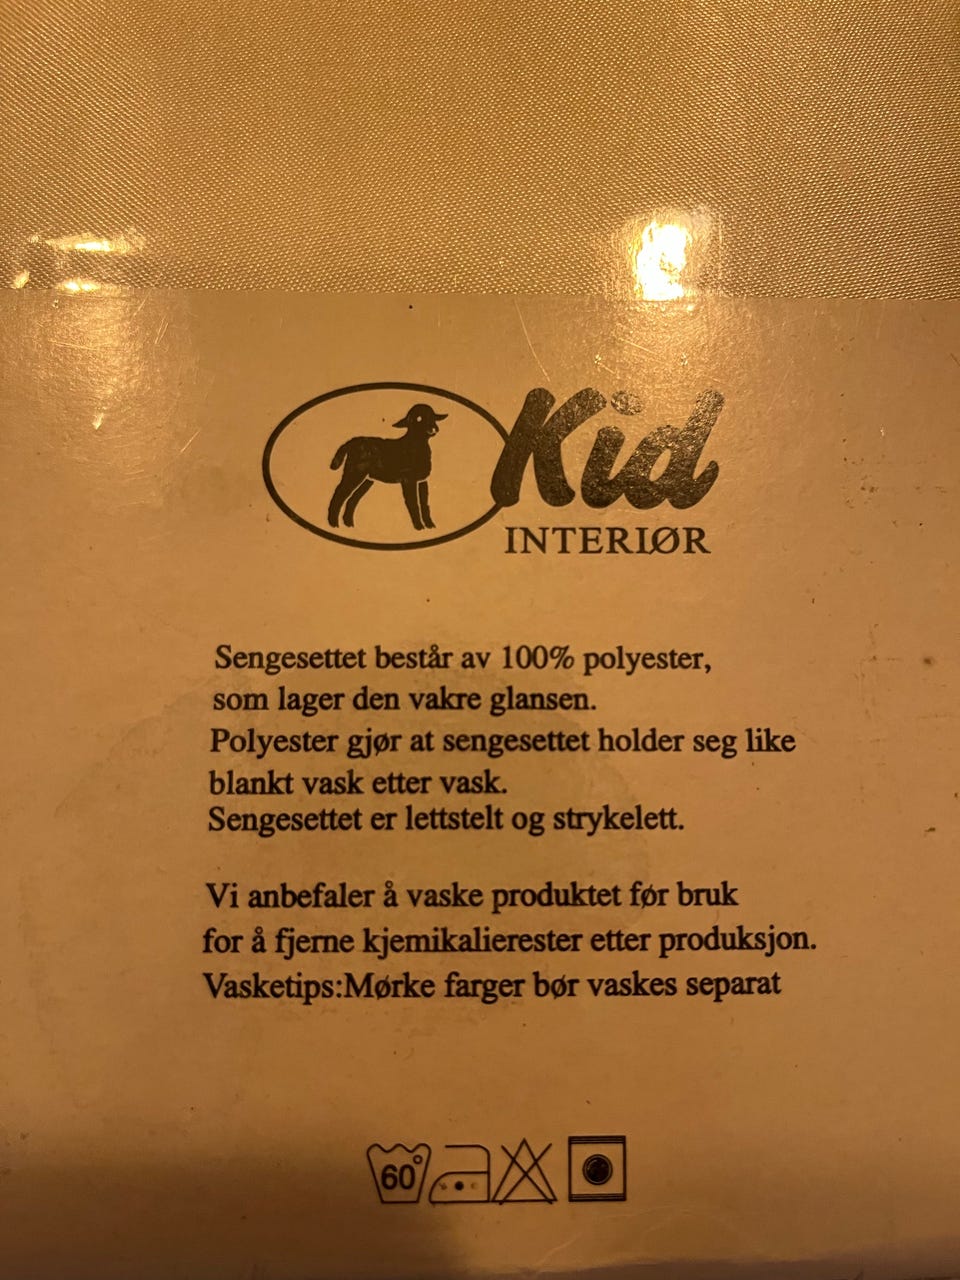 Kid
INTERIØR
Sengesettet består av 100% polyester,
som lager den vakre glansen.
Polyester gjør at sengesettet holder seg like
blankt vask etter vask.
Sengesettet er lettstelt og strykelett.
Vi anbefaler å vaske produktet før bruk
for å fjerne kjemikalierester etter produksjon.
Vasketips:Mørke farger bør vaskes separat
60°